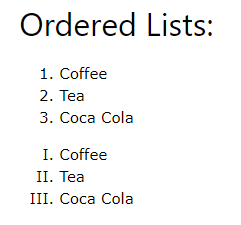 Ordered Lists:
1. Coffee
2. Tea
3. Coca Cola
I. Coffee
II. Tea
III. Coca Cola